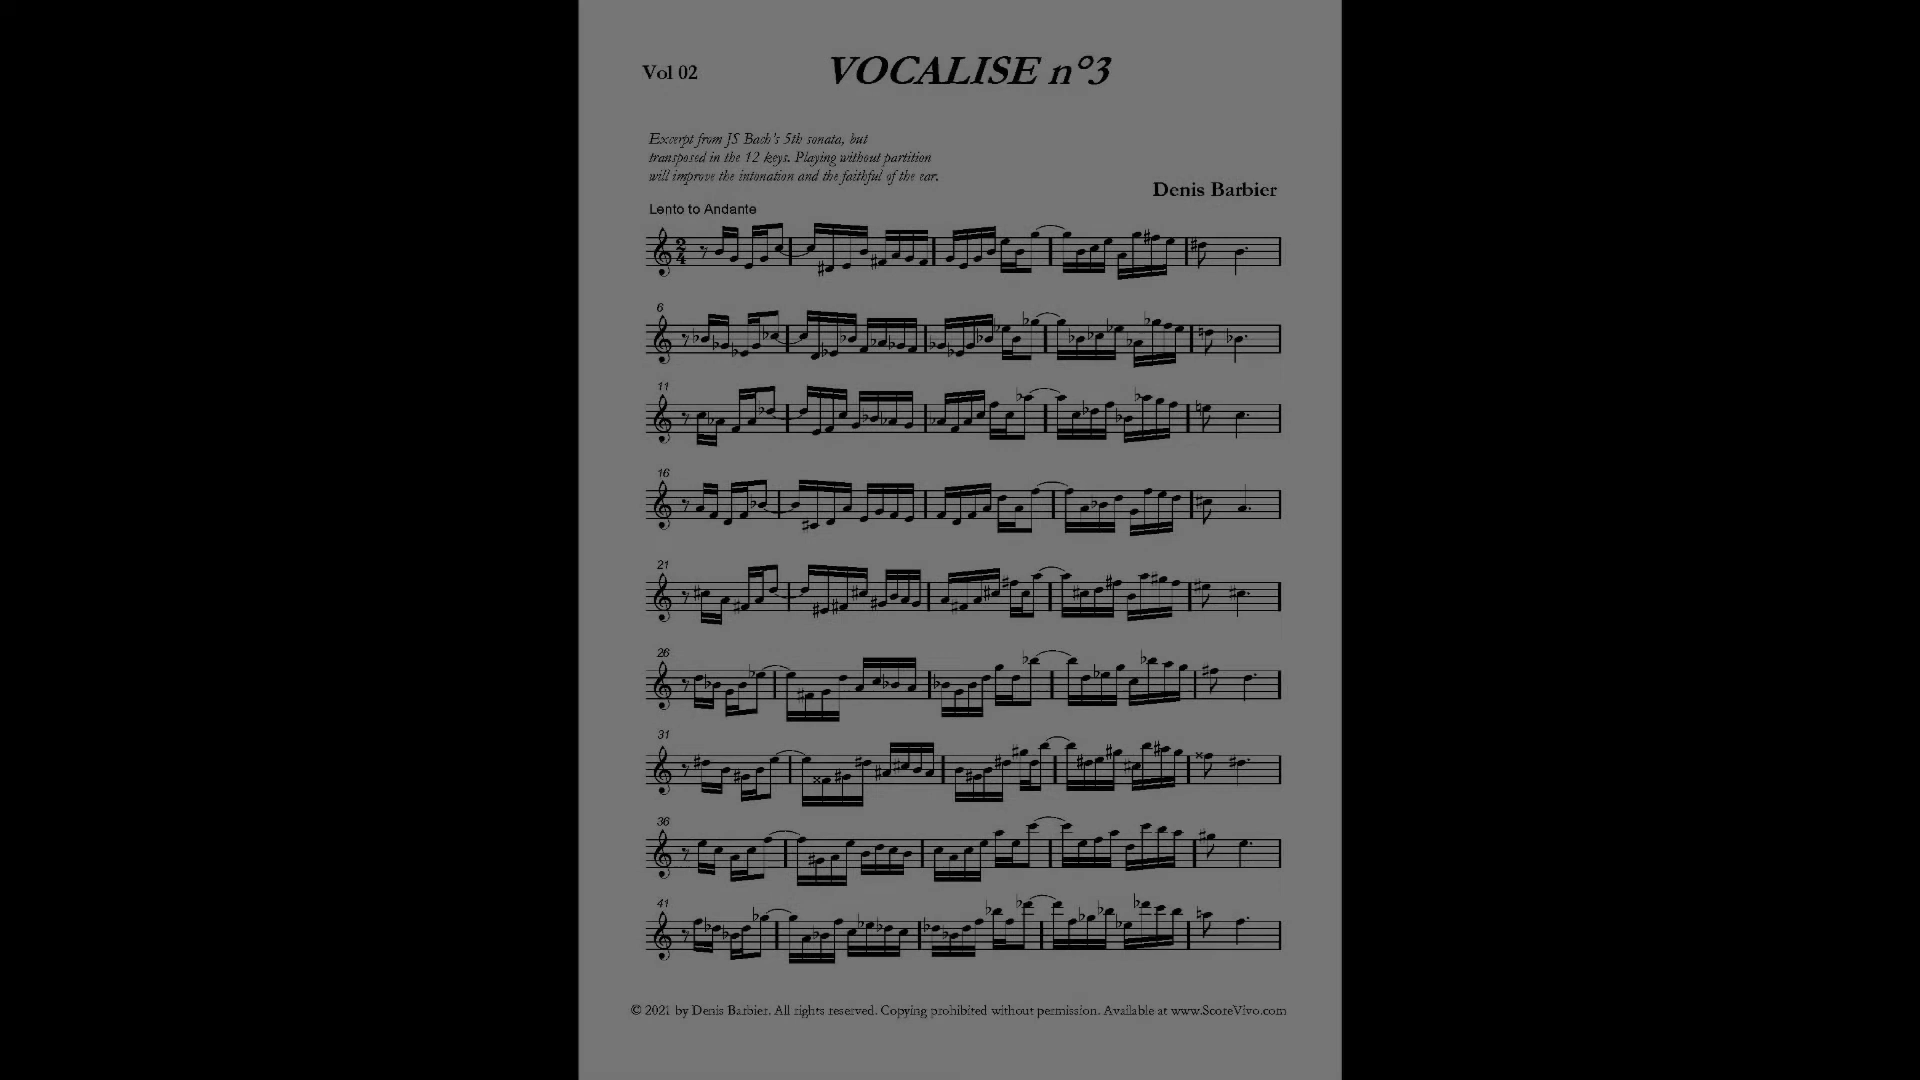 Vol 02
VOCALISE n°3
Excerpt from JS Bach's 5th sonata, but
transposed in the 12 keys. Playing without partition
will improve the intonation and the faithful of the ear.
Denis Barbier
Lento to Andante
2
4
6
11
16
21
26
31
36
41
© 2021 by Denis Barbier. All rights reserved. Copying prohibited without permission. Available at www.ScoreVivo.com